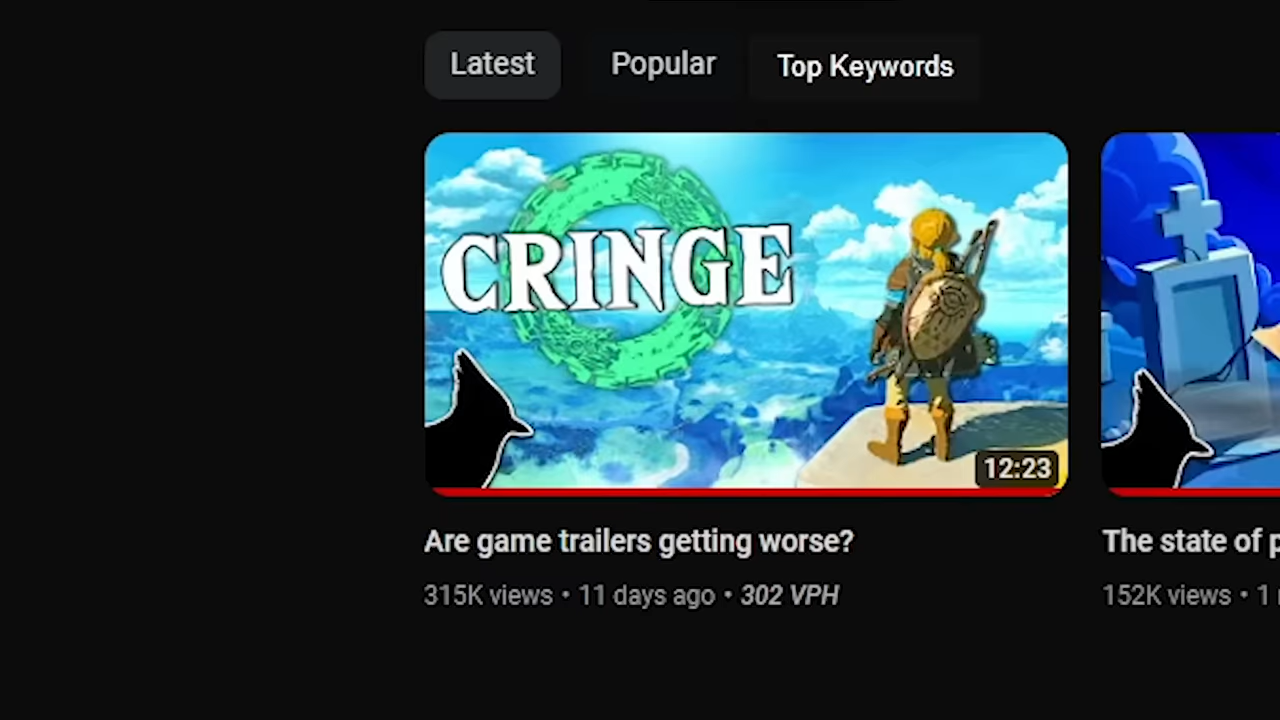 Latest Popular Top Keywords
CRINGE
12:23
Are game trailers getting worse? The state of p
315K views • 11 days ago • 302 VPH 152K views • 1